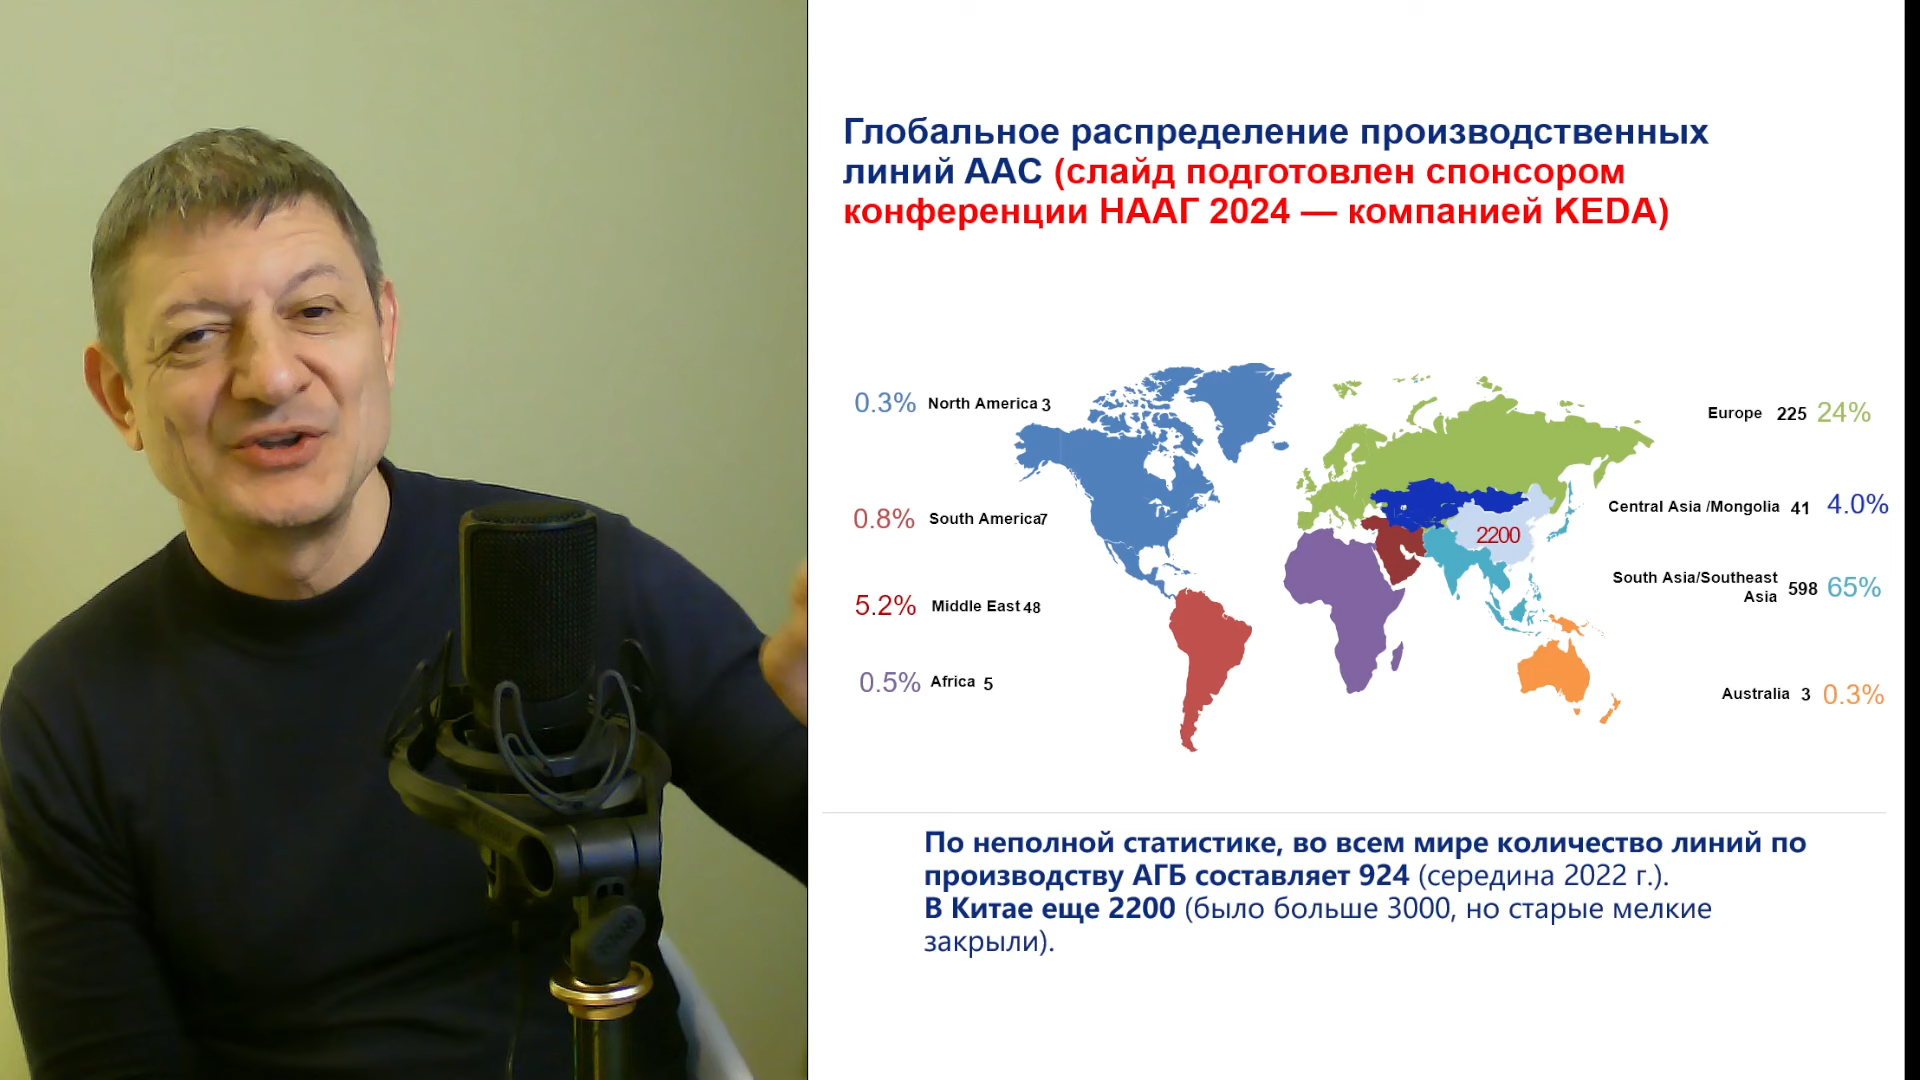 Глобальное распределение производственных
линий ААС (слайд подготовлен спонсором
конференции НААГ 2024 — компанией KEDA)
0.3% North America 3
0.8% South America7
5.2% Middle East 48
0.5% Africa 5
2200
Europe 225 24%
Central Asia /Mongolia 41 4.0%
South Asia/Southeast
Asia 598 65%
Australia 3 0.3%
По неполной статистике, во всем мире количество линий по
производству АГБ составляет 924 (середина 2022 г.).
В Китае еще 2200 (было больше 3000, но старые мелкие
закрыли).